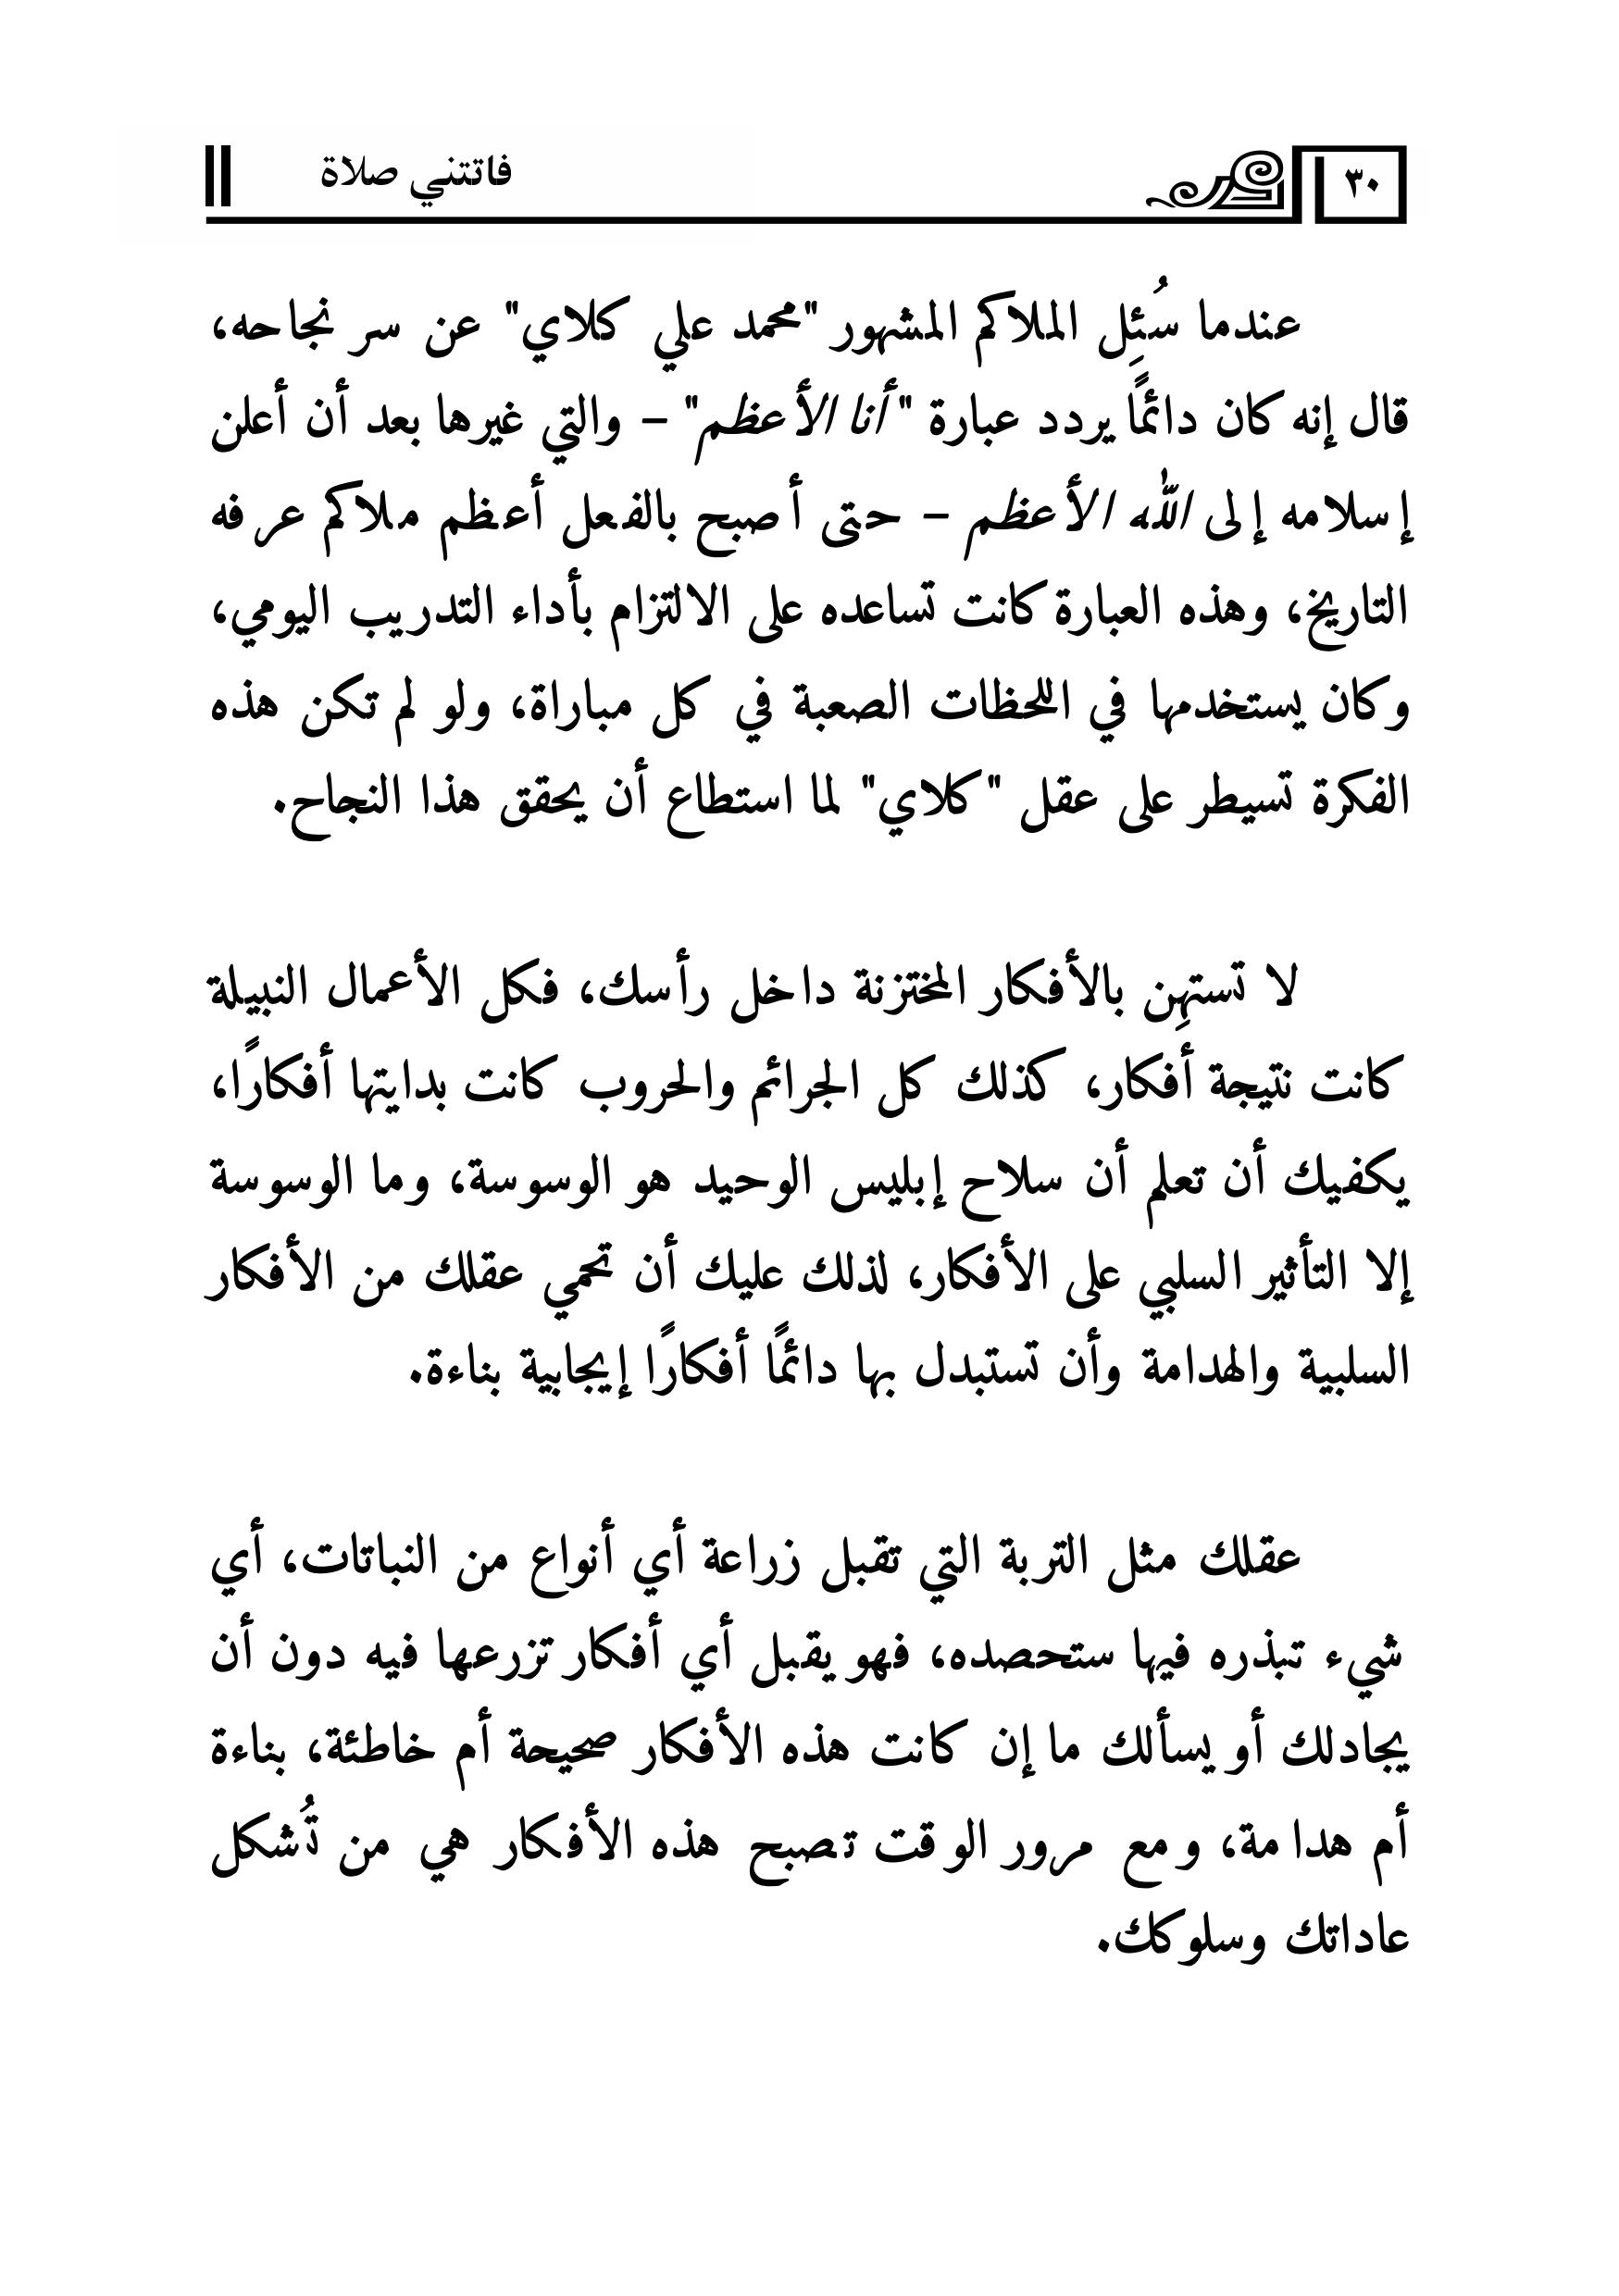 ٣٠
فاتتني صلاة
عندما سُئِل الملاكم المشهور "محمد علي كلاي" عن سر نجاحه،
قال إنه كان دائمًا يردد عبارة "أنا الأعظم" – والتي غيرها بعد أن أعلن
إسلامه إلى الله الأعظم – حتى أصبح بالفعل أعظم ملاكم عرفه
التاريخ، وهذه العبارة كانت تساعده على الالتزام بأداء التدريب اليومي،
وكان يستخدمها في اللحظات الصعبة في كل مباراة، ولو لم تكن هذه
الفكرة تسيطر على عقل "كلاي" لما استطاع أن يحقق هذا النجاح.
لا تستهِن بالأفكار المختزنة داخل رأسك، فكل الأعمال النبيلة
كانت نتيجة أفكار، كذلك كل الجرائم والحروب كانت بدايتها أفكارًا،
يكفيك أن تعلم أن سلاح إبليس الوحيد هو الوسوسة، وما الوسوسة
إلا التأثير السلبي على الأفكار، لذلك عليك أن تحمي عقلك من الأفكار
السلبية والهدامة وأن تستبدل بها دائمًا أفكارًا إيجابية بناءة.
عقلك مثل التربة التي تقبل زراعة أي أنواع من النباتات، أي
شيء تبذره فيها ستحصده، فهو يقبل أي أفكار تزرعها فيه دون أن
يجادلك أو يسألك ما إن كانت هذه الأفكار صحيحة أم خاطئة، بناءة
أم هدامة، ومع مرور الوقت تصبح هذه الأفكار هي من تُشكل
عاداتك وسلوكك.